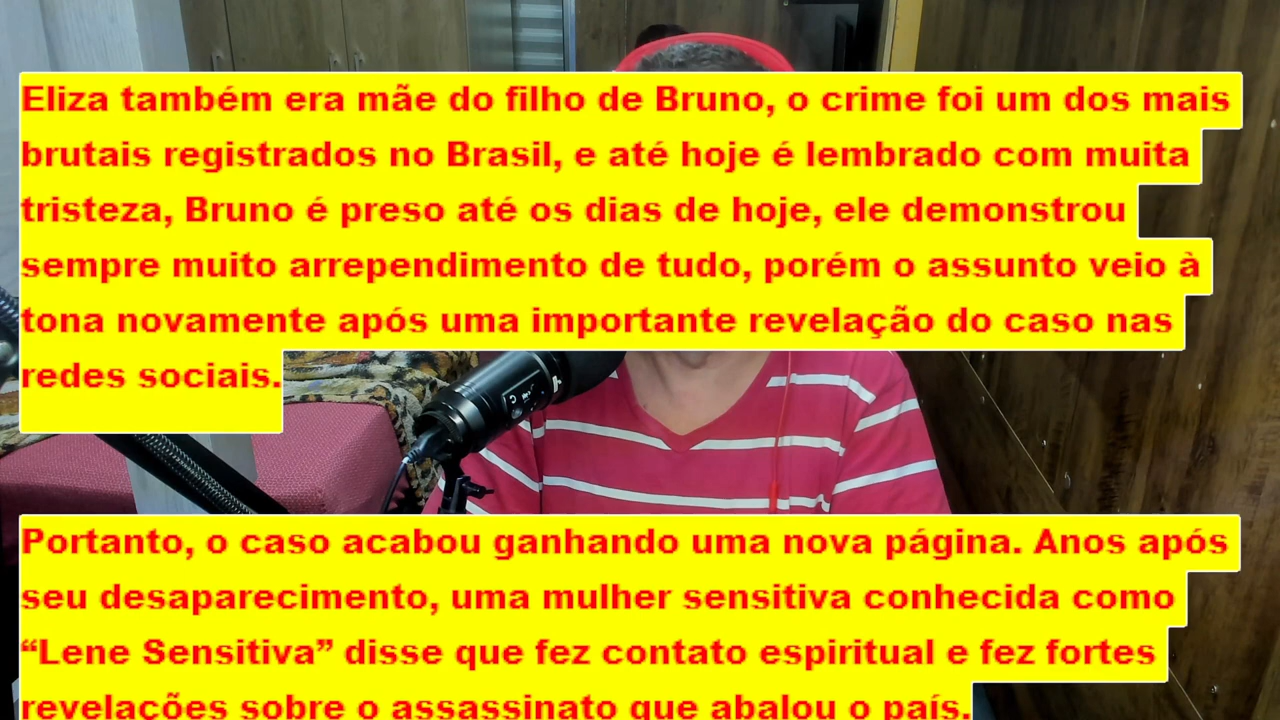 Eliza também era mãe do filho de Bruno, o crime foi um dos mais
brutais registrados no Brasil, e até hoje é lembrado com muita
tristeza, Bruno é preso até os dias de hoje, ele demonstrou
sempre muito arrependimento de tudo, porém o assunto veio à
tona novamente após uma importante revelação do caso nas
redes sociais.
Portanto, o caso acabou ganhando uma nova página. Anos após
seu desaparecimento, uma mulher sensitiva conhecida como
“Lene Sensitiva” disse que fez contato espiritual e fez fortes
revelações sobre o assassinato que abalou o país.